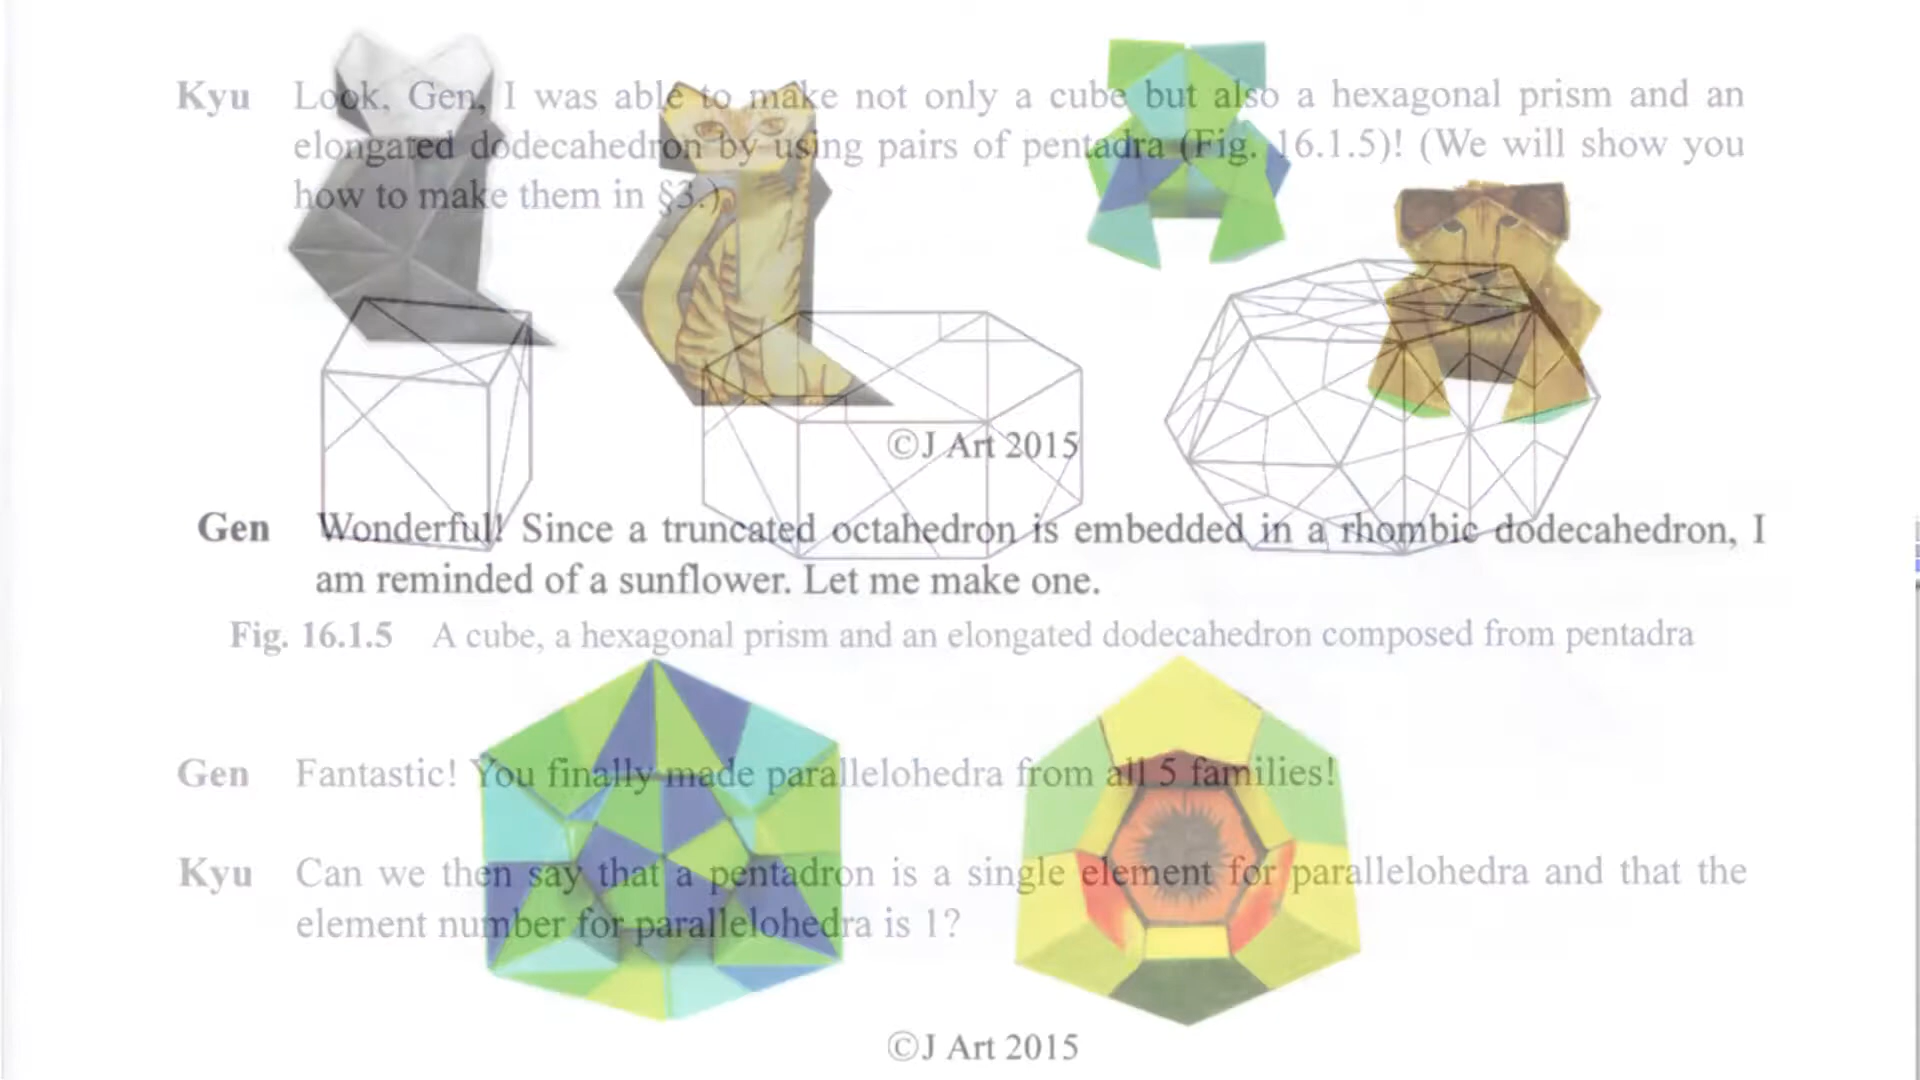 Kyu Look, Gen, I was able to make not only a cube but also a hexagonal prism and an
elongated dodecahedron by using pairs of pentadra (Fig. 16.1.5)! (We will show you
how to make them in §3.)
©J Art 2015
Gen Wonderful! Since a truncated octahedron is embedded in a rhombic dodecahedron, I
am reminded of a sunflower. Let me make one.
Fig. 16.1.5 A cube, a hexagonal prism and an elongated dodecahedron composed from pentadra
Gen Fantastic! You finally made parallelohedra from all 5 families!
Kyu Can we then say that a pentadron is a single element for parallelohedra and that the
element number for parallelohedra is 1?
©J Art 2015